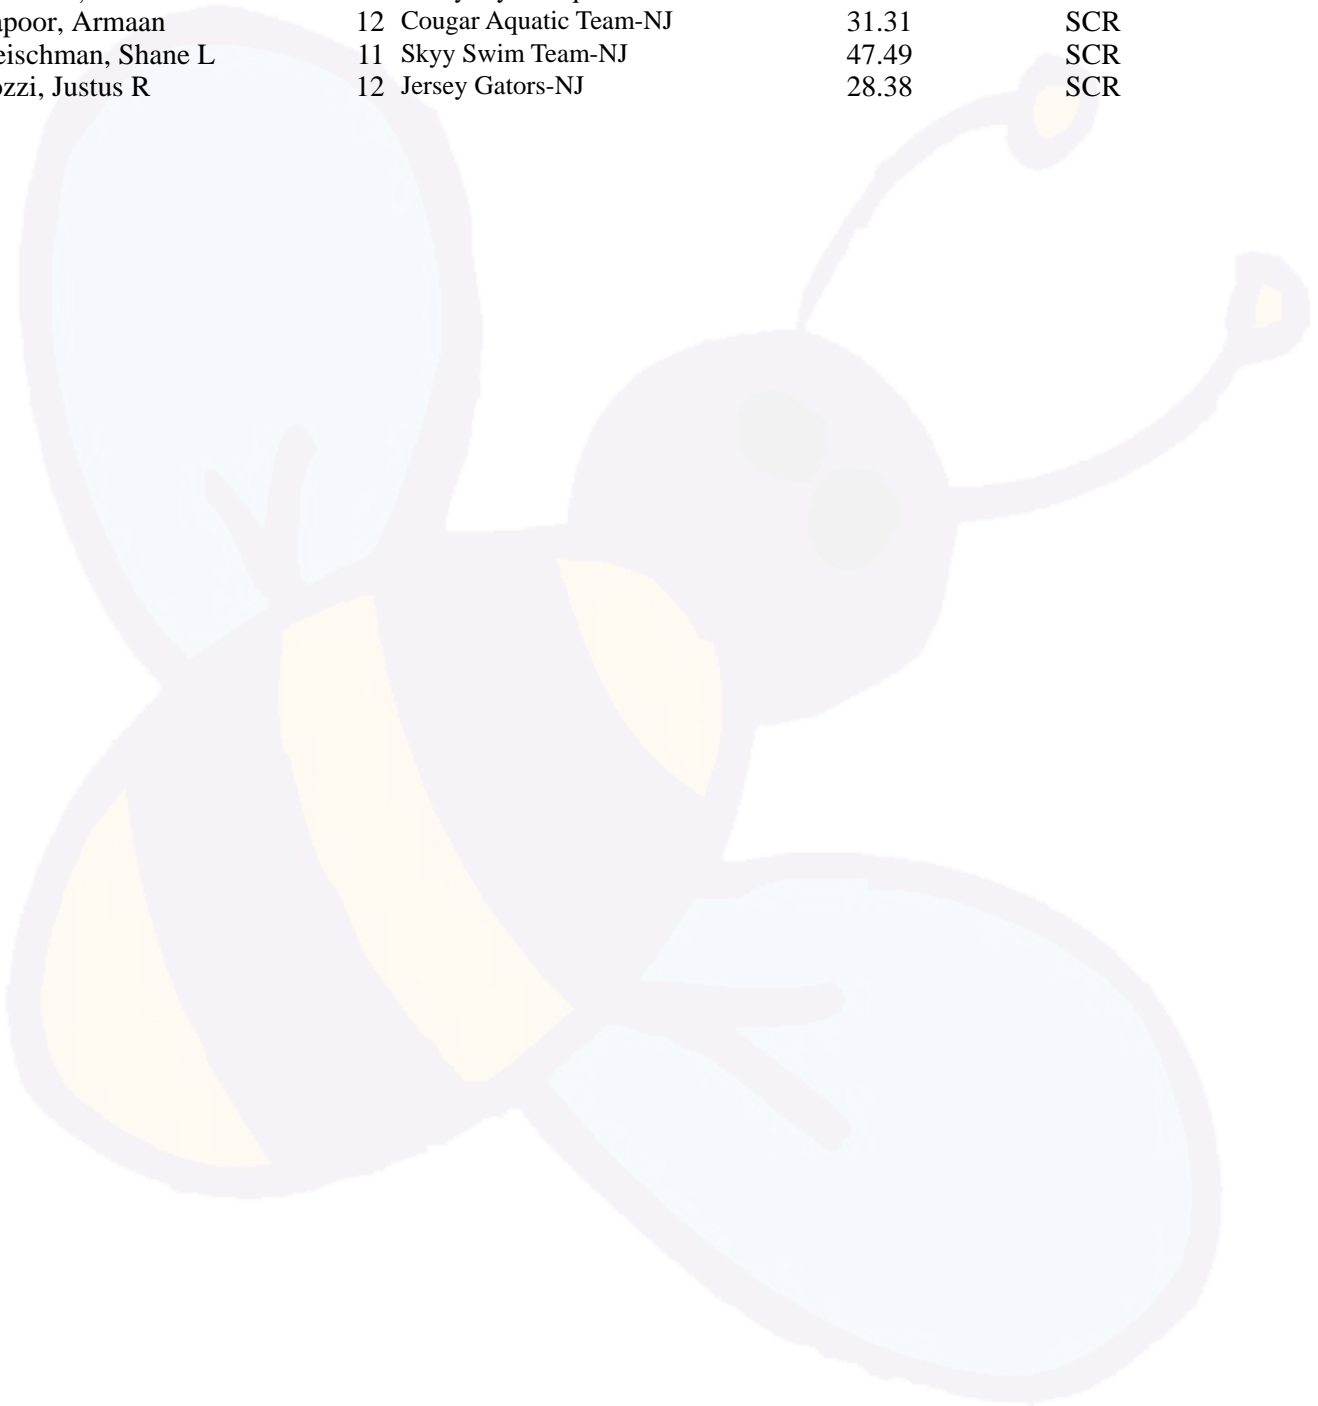 apoor, Armaan 12 Cougar Aquatic Team-NJ 31.31 SCR
eischman, Shane L 11 Skyy Swim Team-NJ 47.49 SCR
ozzi, Justus R 12 Jersey Gators-NJ 28.38 SCR